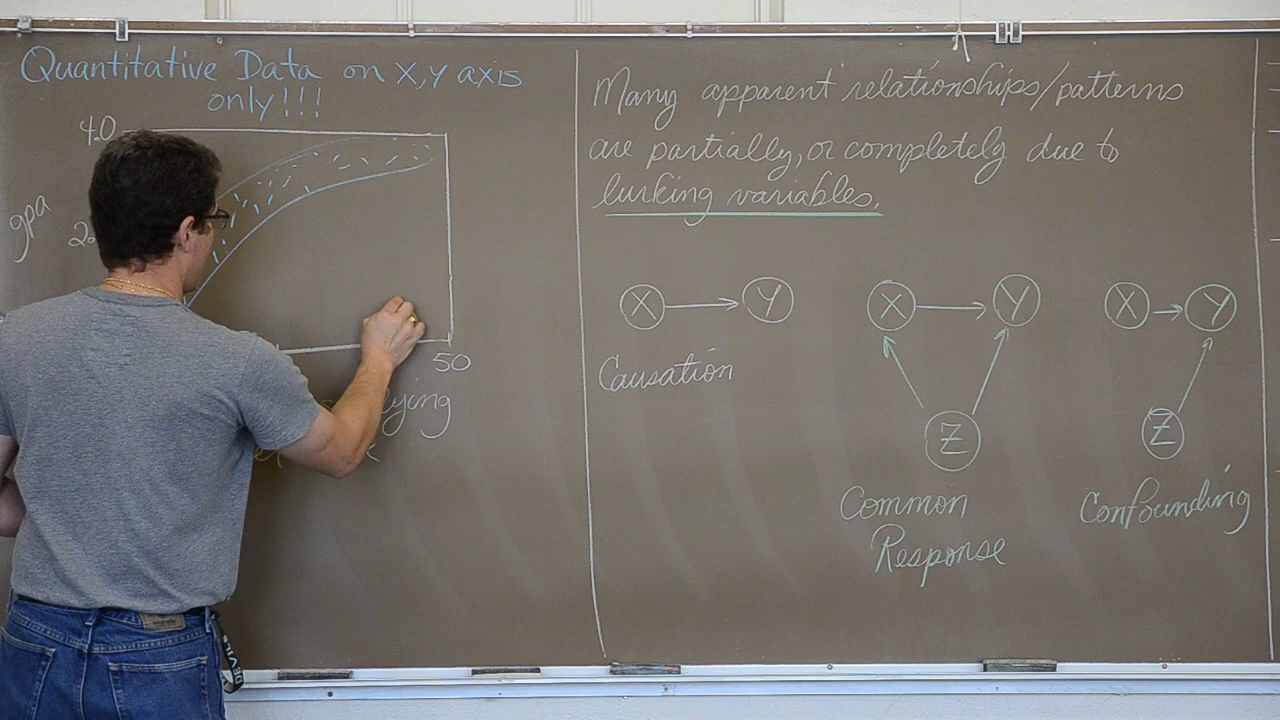 Quantitative Data on X,Y axis
only!!!
4.0
gpa
2.
50
lying
Many apparent relationships/patterns
are partially, or completely due to
lurking variables.
X Y
Causation
X Y
Z
Common
Response
X Y
Z
Confounding